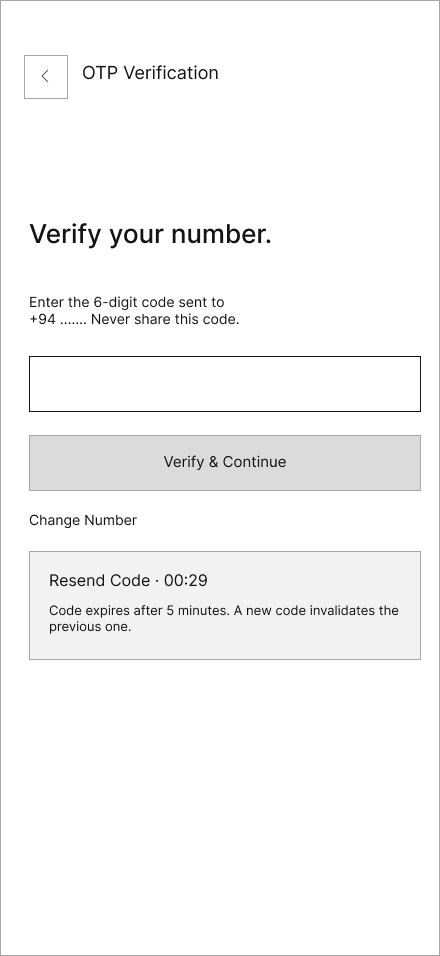 OTP Verification
Verify your number.
Enter the 6-digit code sent to
+94 ....... Never share this code.
Verify & Continue
Change Number
Resend Code · 00:29
Code expires after 5 minutes. A new code invalidates the
previous one.